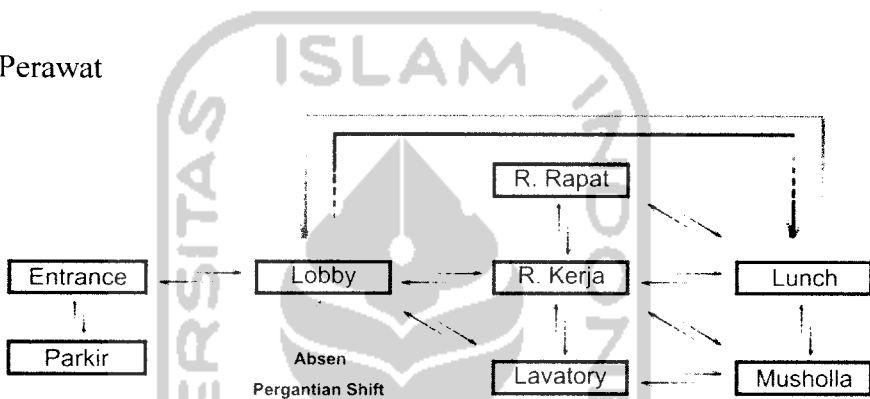 Perawat
ISLAM
R. Rapat
Entrance
Lobby
R. Kerja
Lunch
Parkir
Absen
Pergantian Shift
Lavatory
Musholla